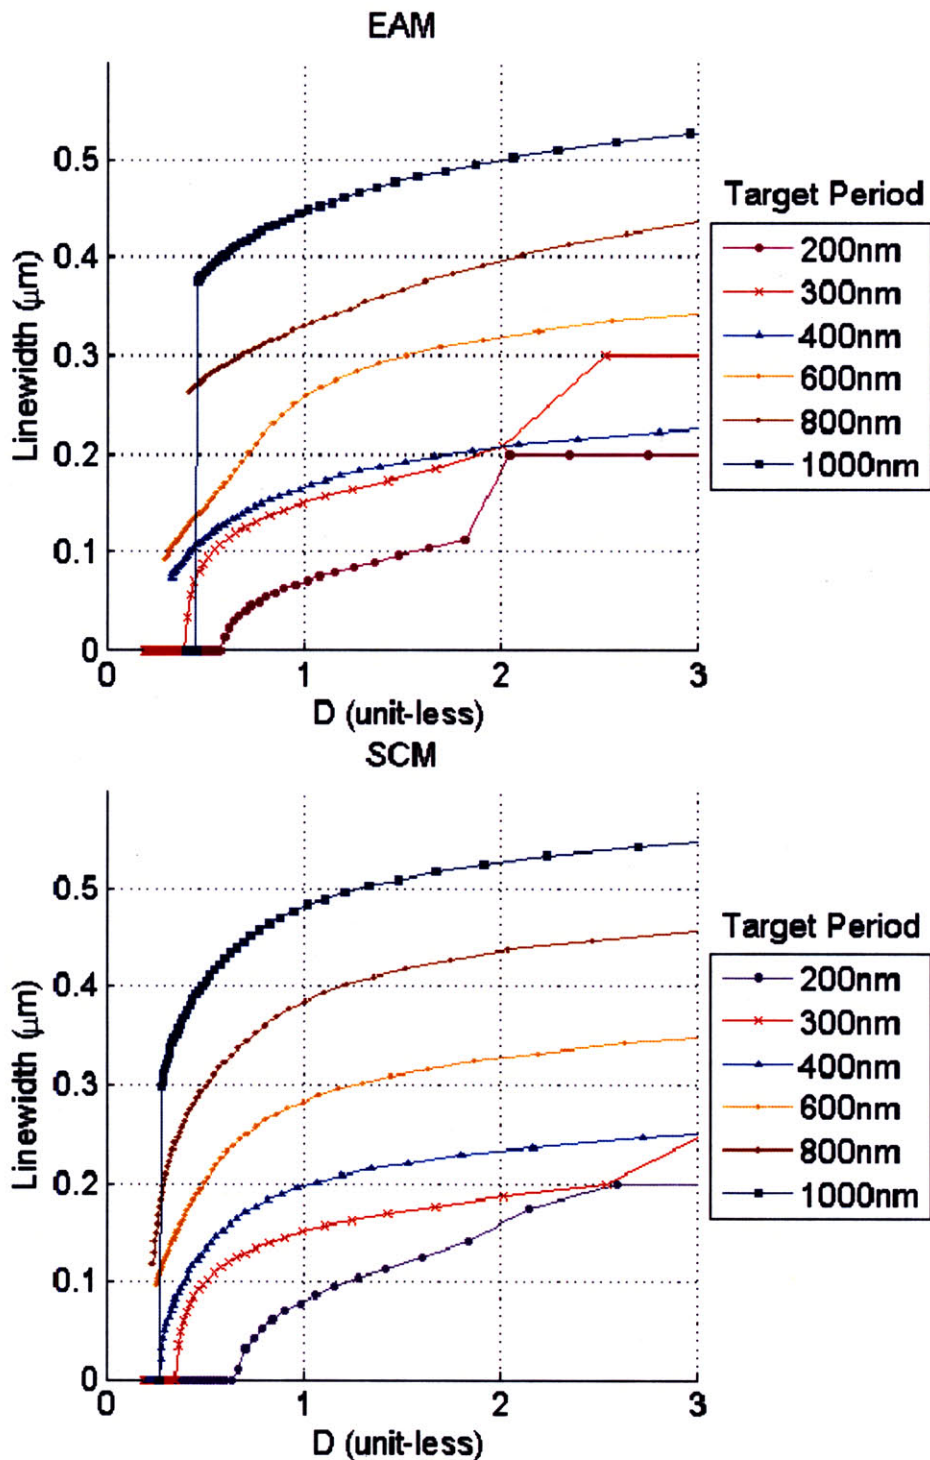 EAM
0.5
0.4
0.3
0.2
0.1
0
Linewidth (μm)
0 1 2 3
D (unit-less)
Target Period
200nm
300nm
400nm
600nm
800nm
1000nm
SCM
0.5
0.4
0.3
0.2
0.1
0
Linewidth (μm)
0 1 2 3
D (unit-less)
Target Period
200nm
300nm
400nm
600nm
800nm
1000nm